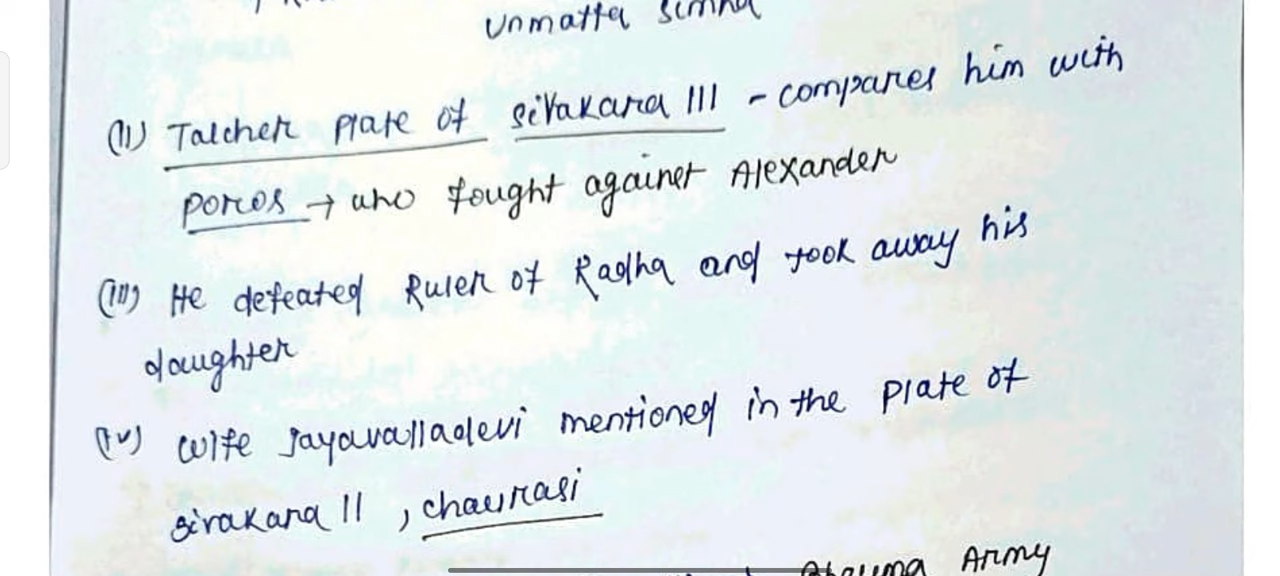 Unmatta Simha
(II) Talcher plate of Sivakara III - compares him with
Poros → who fought against Alexander
(III) He defeated Ruler of Radha and took away his
daughter
(IV) Wife Jayavalladevi mentioned in the plate of
Sivakara II , chaurasi
Bhauma Army